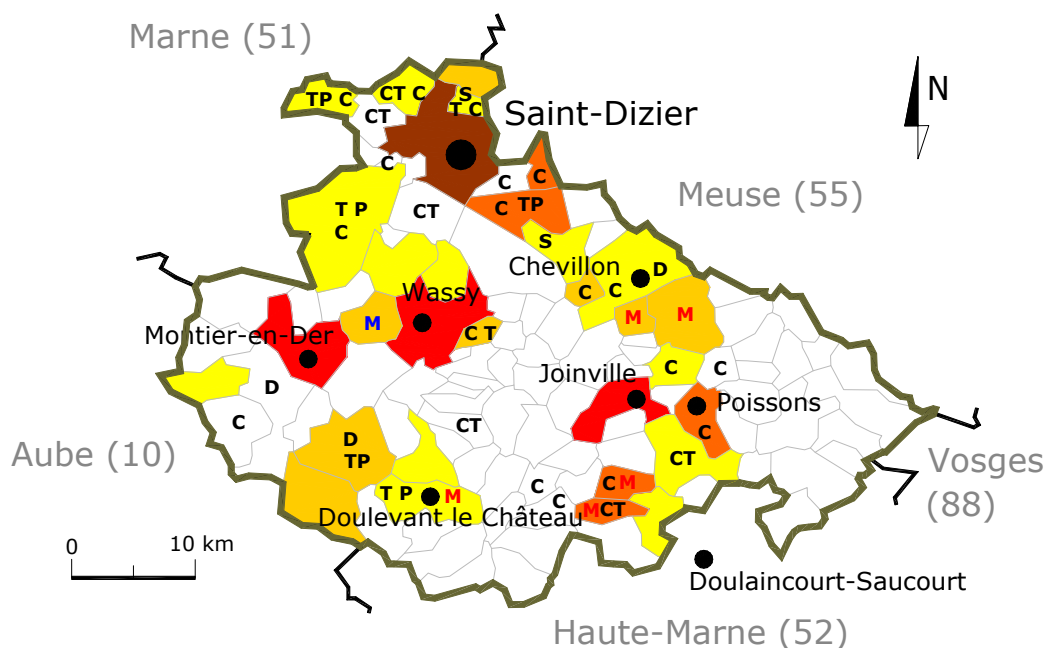 Marne (51)
N
CT C
S
TP C
T C
CT
Saint-Dizier
C
C
C
Meuse (55)
C TP
CT
T P
C
S
Chevillon
D
C
C
Wassy
M
M
M
Montier-en-Der
C T
Joinville
C
C
D
Poissons
C
CT
C
D
TP
Aube (10)
CT
Vosges
(88)
C M
C
T P
M
C
M CT
Doulevant le Château
0
10 km
Doulaincourt-Saucourt
Haute-Marne (52)